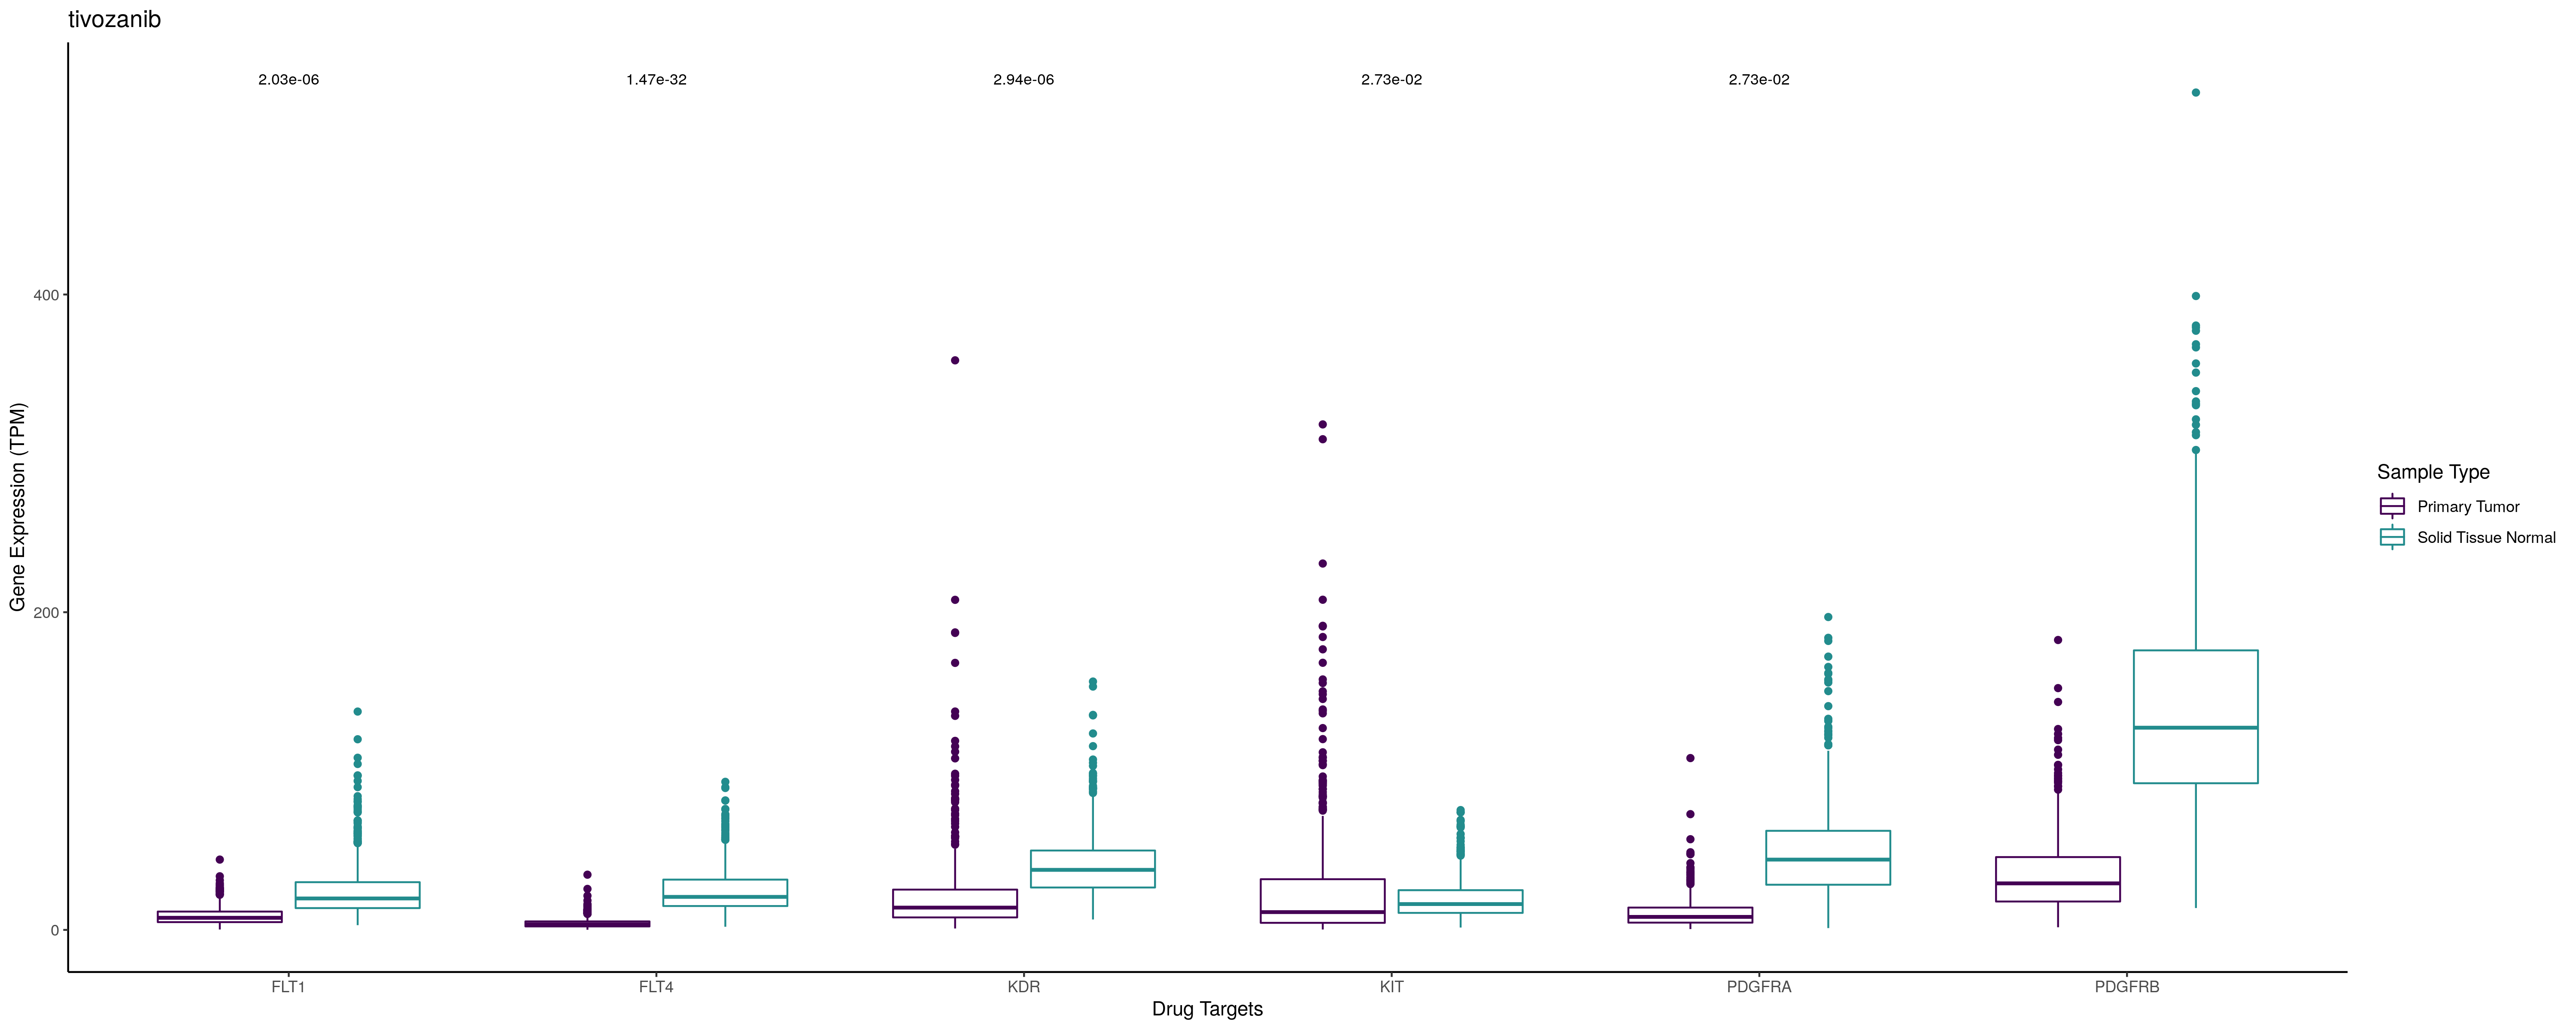 tivozanib
2.03e-06
1.47e-32
2.94e-06
2.73e-02
2.73e-02
400
200
0
Gene Expression (TPM)
FLT1
FLT4
KDR
KIT
PDGFRA
PDGFRB
Drug Targets
Sample Type
Primary Tumor
Solid Tissue Normal